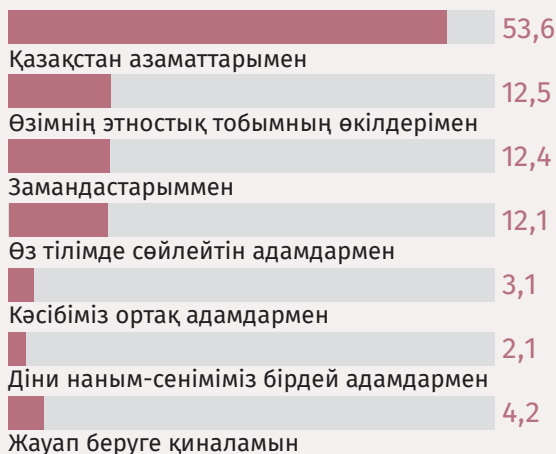 53,6
Қазақстан азаматтарымен
12,5
Өзімнің этностық тобымның өкілдерімен
12,4
Замандастарыммен
12,1
Өз тілімде сөйлейтін адамдармен
3,1
Кәсібіміз ортақ адамдармен
2,1
Діни наным-сеніміміз бірдей адамдармен
4,2
Жауап беруге қиналамын